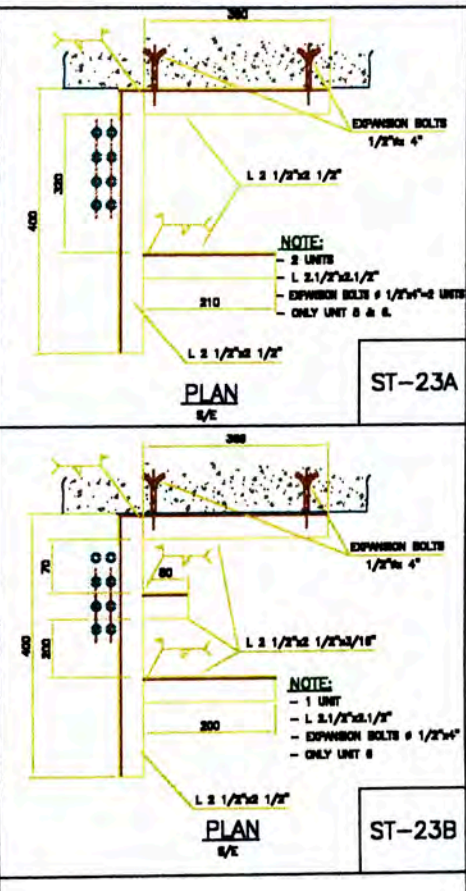 380
EXPANSION BOLTS
1/2"x 4"
320
400
L 2 1/2"x2 1/2"
NOTE:
- 2 UNITS
- L 2.1/2"x2.1/2"
- EXPANSION BOLTS ø 1/2"x4"-2 UNITS
- ONLY UNIT 5 & 6.
210
L 2 1/2"x2 1/2"
PLAN
S/E
ST-23A
EXPANSION BOLTS
1/2"x 4"
70
80
400
200
L 2 1/2"x2 1/2"x3/16"
NOTE:
- 1 UNIT
- L 2.1/2"x2.1/2"
- EXPANSION BOLTS ø 1/2"x4"
- ONLY UNIT 6
200
L 2 1/2"x2 1/2"
PLAN
S/E
ST-23B